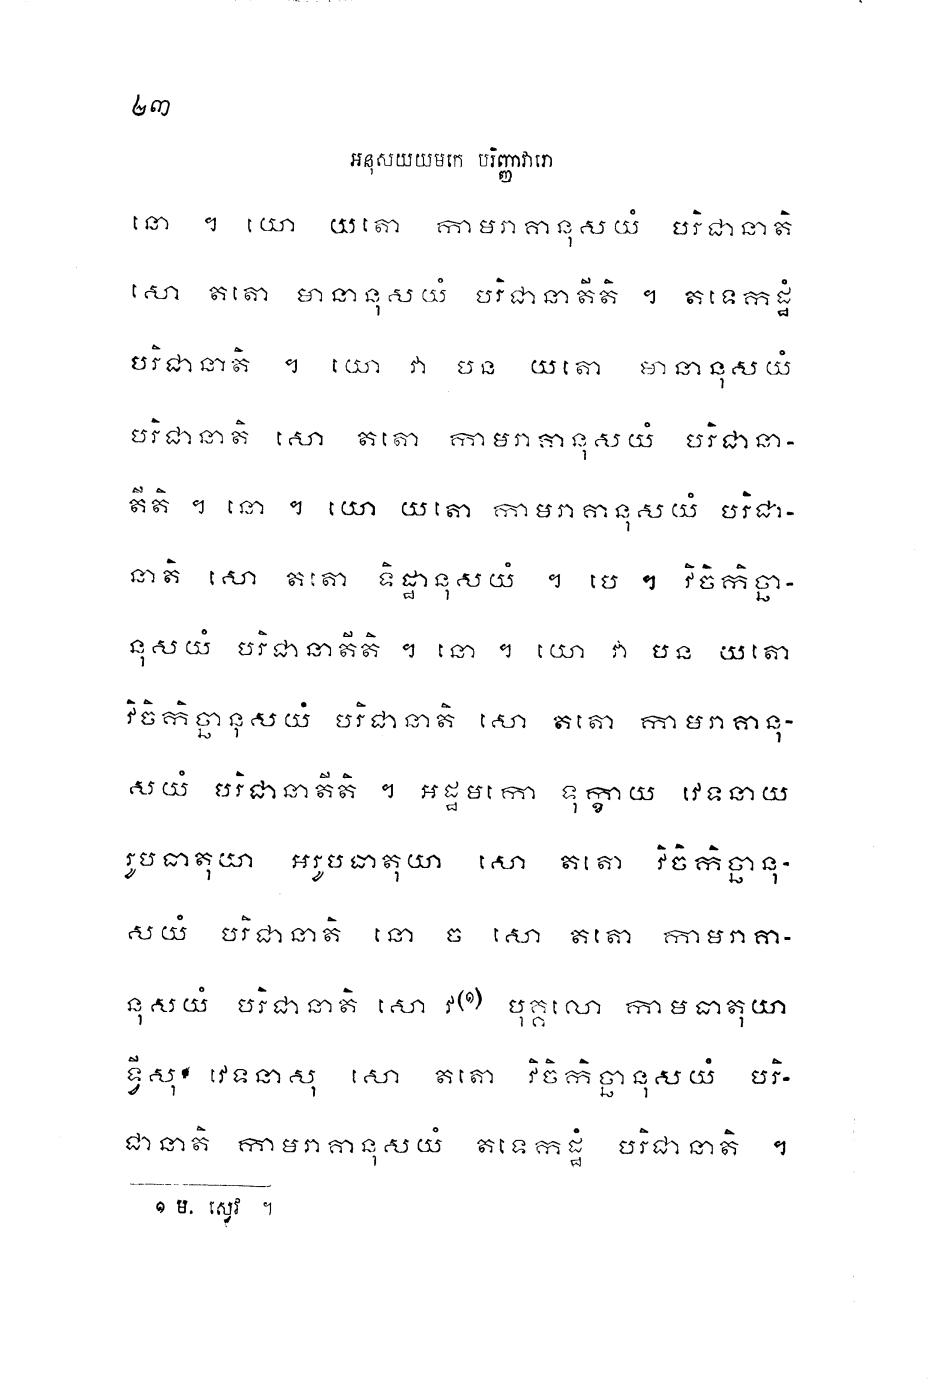 ៤៣
អនុសយយមកេ បរិញ្ញាវារោ
នោ ។ យោ យតោ កាមរាគានុសយំ បរិជានាតិ
សោ តតោ មានានុសយំ បរិជានាតីតិ ។ តទេកដ្ឋំ
បរិជានាតិ ។ យោ វា បន យតោ មានានុសយំ
បរិជានាតិ សោ តតោ កាមរាគានុសយំ បរិជានា-
តីតិ ។ នោ ។ យោ យតោ កាមរាគានុសយំ បរិជា-
នាតិ សោ តតោ ទិដ្ឋានុសយំ ។ បេ ។ វិចិកិច្ឆា-
នុសយំ បរិជានាតីតិ ។ នោ ។ យោ វា បន យតោ
វិចិកិច្ឆានុសយំ បរិជានាតិ សោ តតោ កាមរាគានុ-
សយំ បរិជានាតីតិ ។ អដ្ឋមកោ ទុក្ខាយ វេទនាយ
រូបធាតុយា អរូបធាតុយា សោ តតោ វិចិកិច្ឆានុ-
សយំ បរិជានាតិ នោ ច សោ តតោ កាមរាគា-
នុសយំ បរិជានាតិ សោ វ(១) បុគ្គលោ កាមធាតុយា
ទ្វីសុ វេទនាសុ សោ តតោ វិចិកិច្ឆានុសយំ បរិ-
ជានាតិ កាមរាគានុសយំ តទេកដ្ឋំ បរិជានាតិ ។
១ ម. ស្វេវ ។